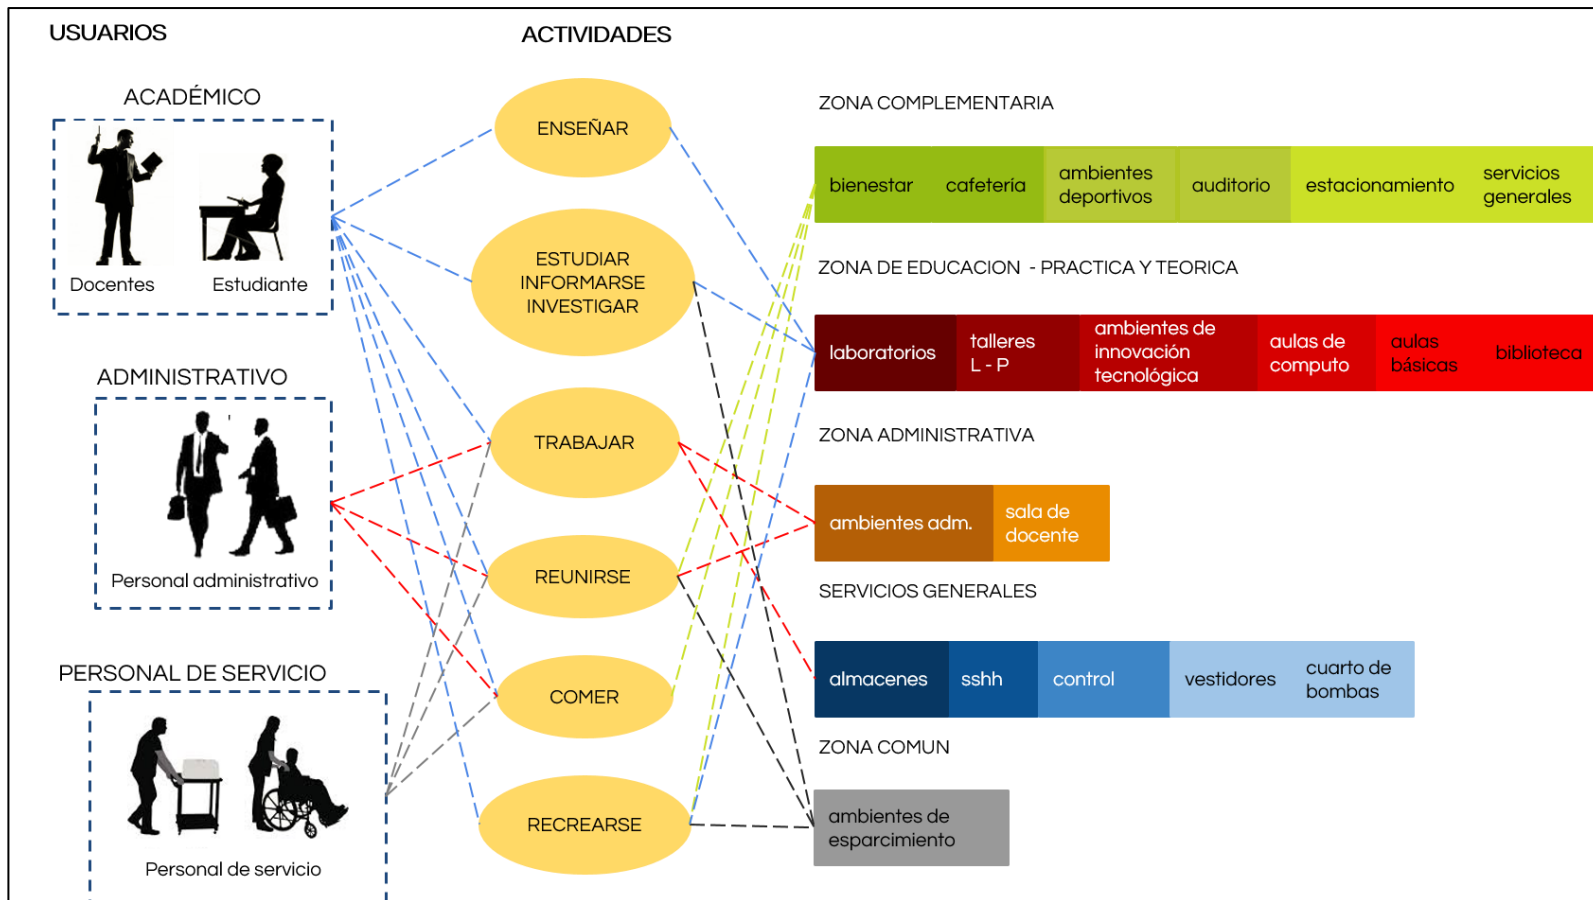 USUARIOS
ACTIVIDADES
ACADÉMICO
Docentes
Estudiante
ADMINISTRATIVO
Personal administrativo
PERSONAL DE SERVICIO
Personal de servicio
ENSEÑAR
ESTUDIAR
INFORMARSE
INVESTIGAR
TRABAJAR
REUNIRSE
COMER
RECREARSE
ZONA COMPLEMENTARIA
bienestar
cafetería
ambientes
deportivos
auditorio
estacionamiento
servicios
generales
ZONA DE EDUCACION - PRACTICA Y TEORICA
laboratorios
talleres
L - P
ambientes de
innovación
tecnológica
aulas de
computo
aulas
básicas
biblioteca
ZONA ADMINISTRATIVA
ambientes adm.
sala de
docente
SERVICIOS GENERALES
almacenes
sshh
control
vestidores
cuarto de
bombas
ZONA COMUN
ambientes de
esparcimiento